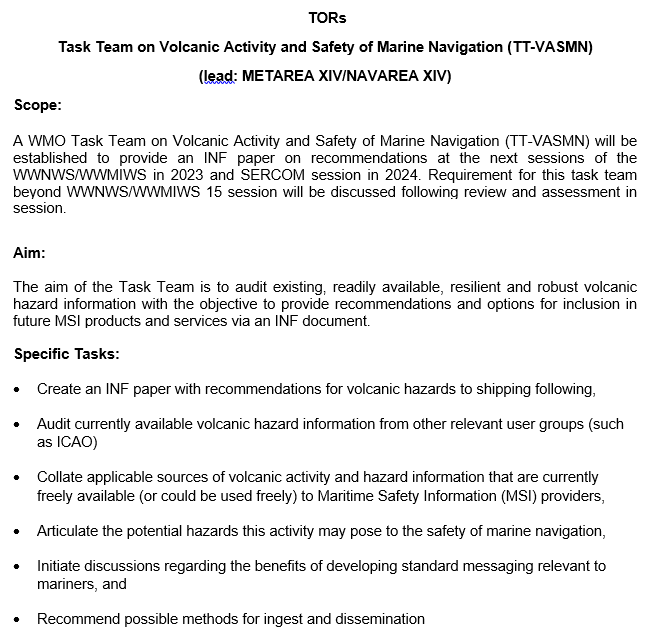 TORs
Task Team on Volcanic Activity and Safety of Marine Navigation (TT-VASMN)
(lead: METAREA XIV/NAVAREA XIV)
Scope:
A WMO Task Team on Volcanic Activity and Safety of Marine Navigation (TT-VASMN) will be
established to provide an INF paper on recommendations at the next sessions of the
WWNWS/WWMIWS in 2023 and SERCOM session in 2024. Requirement for this task team
beyond WWNWS/WWMIWS 15 session will be discussed following review and assessment in
session.
Aim:
The aim of the Task Team is to audit existing, readily available, resilient and robust volcanic
hazard information with the objective to provide recommendations and options for inclusion in
future MSI products and services via an INF document.
Specific Tasks:
• Create an INF paper with recommendations for volcanic hazards to shipping following,
• Audit currently available volcanic hazard information from other relevant user groups (such
as ICAO)
• Collate applicable sources of volcanic activity and hazard information that are currently
freely available (or could be used freely) to Maritime Safety Information (MSI) providers,
• Articulate the potential hazards this activity may pose to the safety of marine navigation,
• Initiate discussions regarding the benefits of developing standard messaging relevant to
mariners, and
• Recommend possible methods for ingest and dissemination